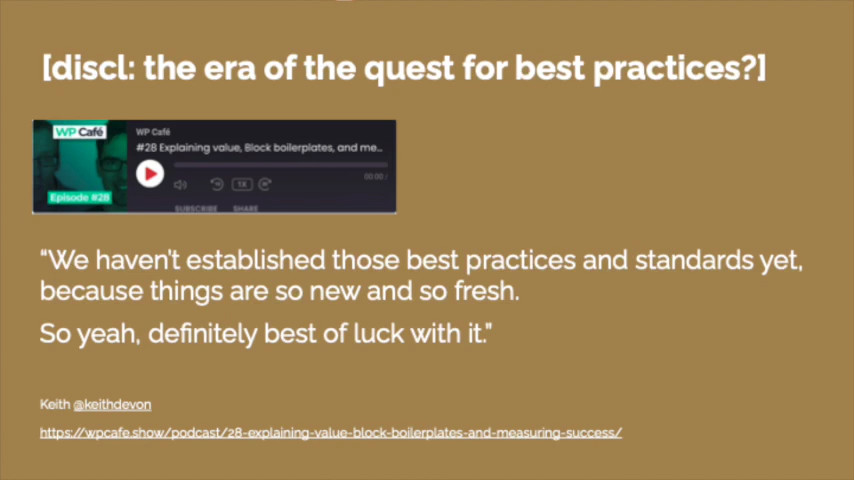 [discl: the era of the quest for best practices?]
WP Café
WP Café
#28 Explaining value, Block boilerplates, and me...
1X
00:00 /
Episode #28
SUBSCRIBE SHARE
“We haven’t established those best practices and standards yet,
because things are so new and so fresh.
So yeah, definitely best of luck with it.”
Keith @keithdevon
https://wpcafe.show/podcast/28-explaining-value-block-boilerplates-and-measuring-success/